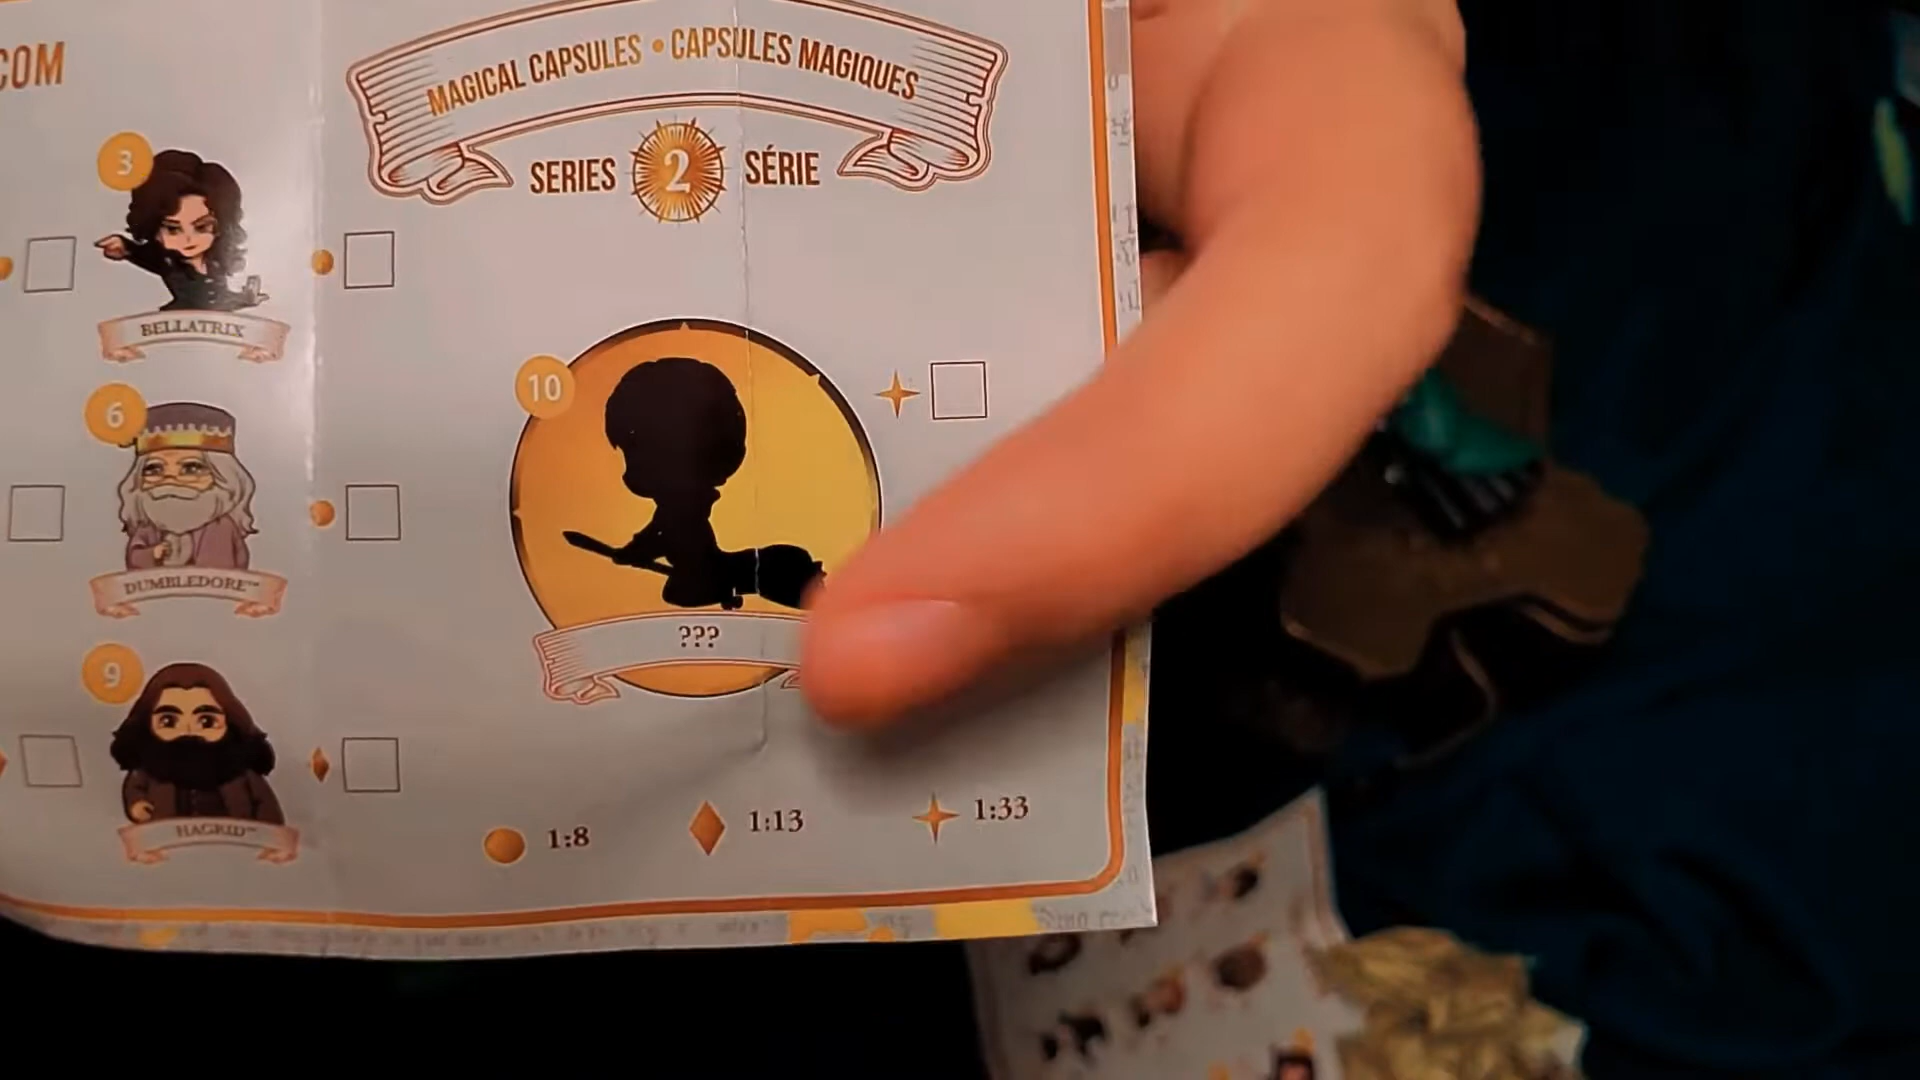 COM
MAGICAL CAPSULES • CAPSULES MAGIQUES
SERIES 2 SÉRIE
3
BELLATRIX
10
6
DUMBLEDORE™
???
9
HAGRID™
1:8
1:13
1:33